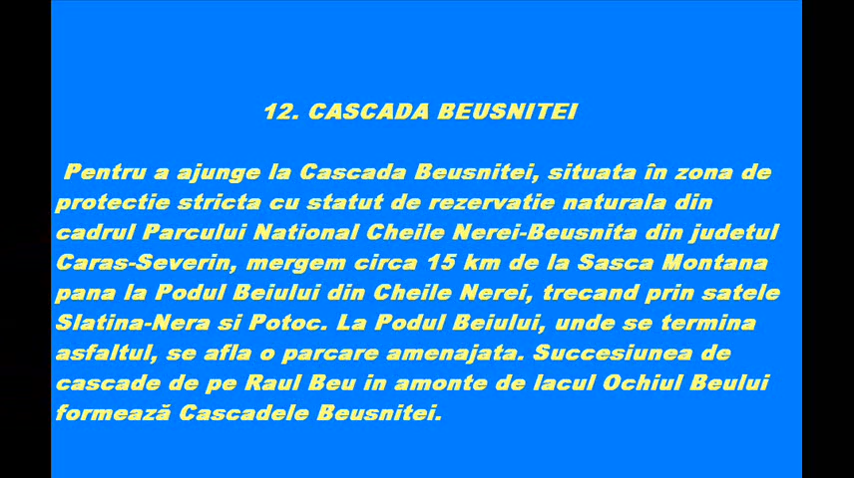 12. CASCADA BEUSNITEI
Pentru a ajunge la Cascada Beusnitei, situata în zona de
protectie stricta cu statut de rezervatie naturala din
cadrul Parcului National Cheile Nerei-Beusnita din judetul
Caras-Severin, mergem circa 15 km de la Sasca Montana
pana la Podul Beiului din Cheile Nerei, trecand prin satele
Slatina-Nera si Potoc. La Podul Beiului, unde se termina
asfaltul, se afla o parcare amenajata. Succesiunea de
cascade de pe Raul Beu in amonte de lacul Ochiul Beului
formează Cascadele Beusnitei.